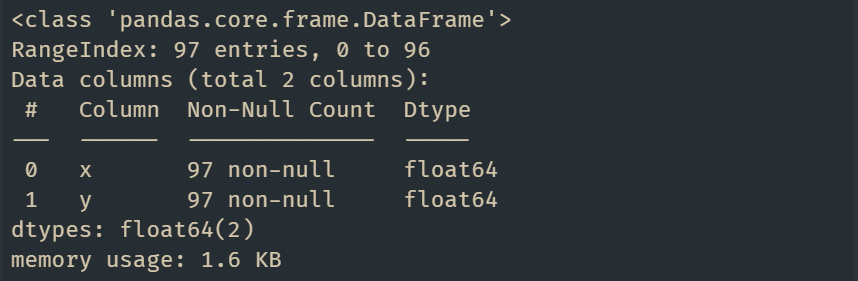 <class 'pandas.core.frame.DataFrame'>
RangeIndex: 97 entries, 0 to 96
Data columns (total 2 columns):
 #   Column  Non-Null Count  Dtype
---  ------  --------------  -----
 0   x       97 non-null     float64
 1   y       97 non-null     float64
dtypes: float64(2)
memory usage: 1.6 KB